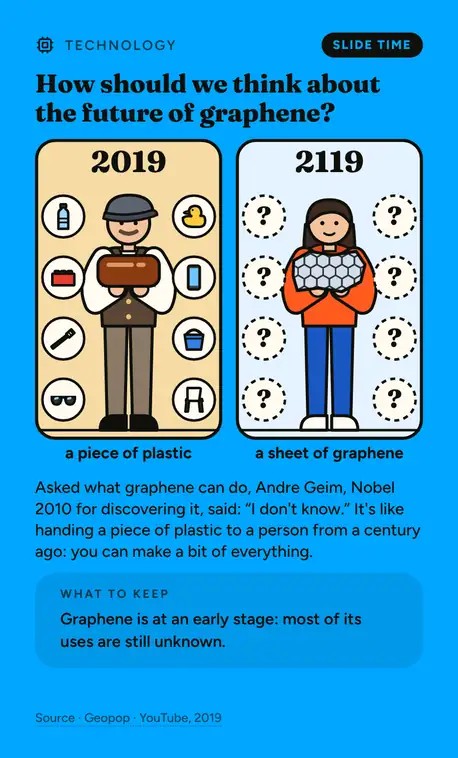 TECHNOLOGY
SLIDE TIME
How should we think about
the future of graphene?
2019
2119
?
?
?
?
?
?
?
?
a piece of plastic
a sheet of graphene
Asked what graphene can do, Andre Geim, Nobel
2010 for discovering it, said: “I don't know.” It's like
handing a piece of plastic to a person from a century
ago: you can make a bit of everything.
WHAT TO KEEP
Graphene is at an early stage: most of its
uses are still unknown.
Source · Geopop · YouTube, 2019